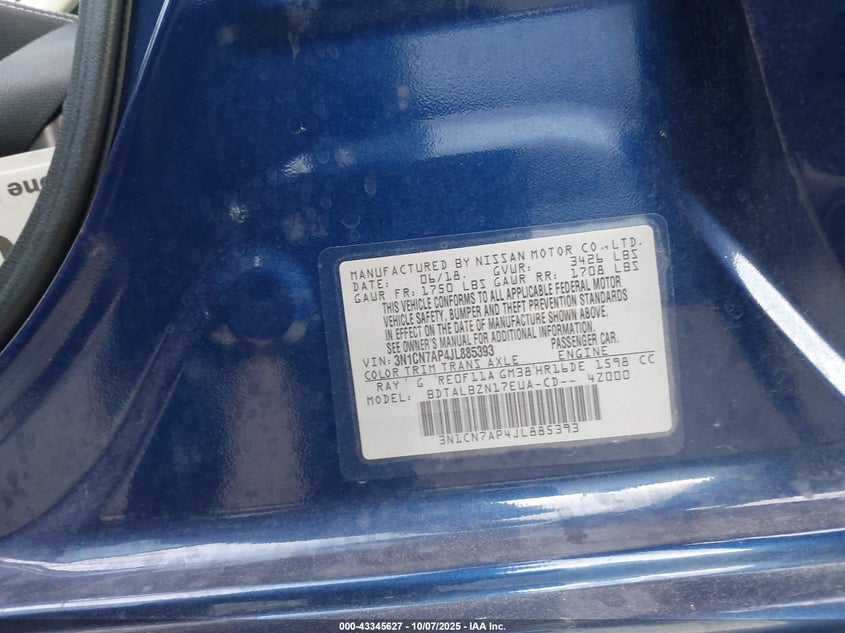 one
MANUFACTURED BY NISSAN MOTOR CO.,LTD.
DATE: 06/18. GVWR: 3426 LBS
GAWR FR: 1750 LBS GAWR RR: 1708 LBS
THIS VEHICLE CONFORMS TO ALL APPLICABLE FEDERAL MOTOR
VEHICLE SAFETY, BUMPER AND THEFT PREVENTION STANDARDS
IN EFFECT ON THE DATE OF MANUFACTURE SHOWN ABOVE.
SEE OWNER'S MANUAL FOR ADDITIONAL INFORMATION.
VIN: 3N1CN7AP4JL885393 PASSENGER CAR.
COLOR TRIM TRANS AXLE ENGINE
RAY G RE0F11A GM38 HR16DE 1598 CC
MODEL: BDTALBZN17EUA-CD-- 4Z000
3N1CN7AP4JL885393
000-43345627 - 10/07/2025 - IAA Inc.